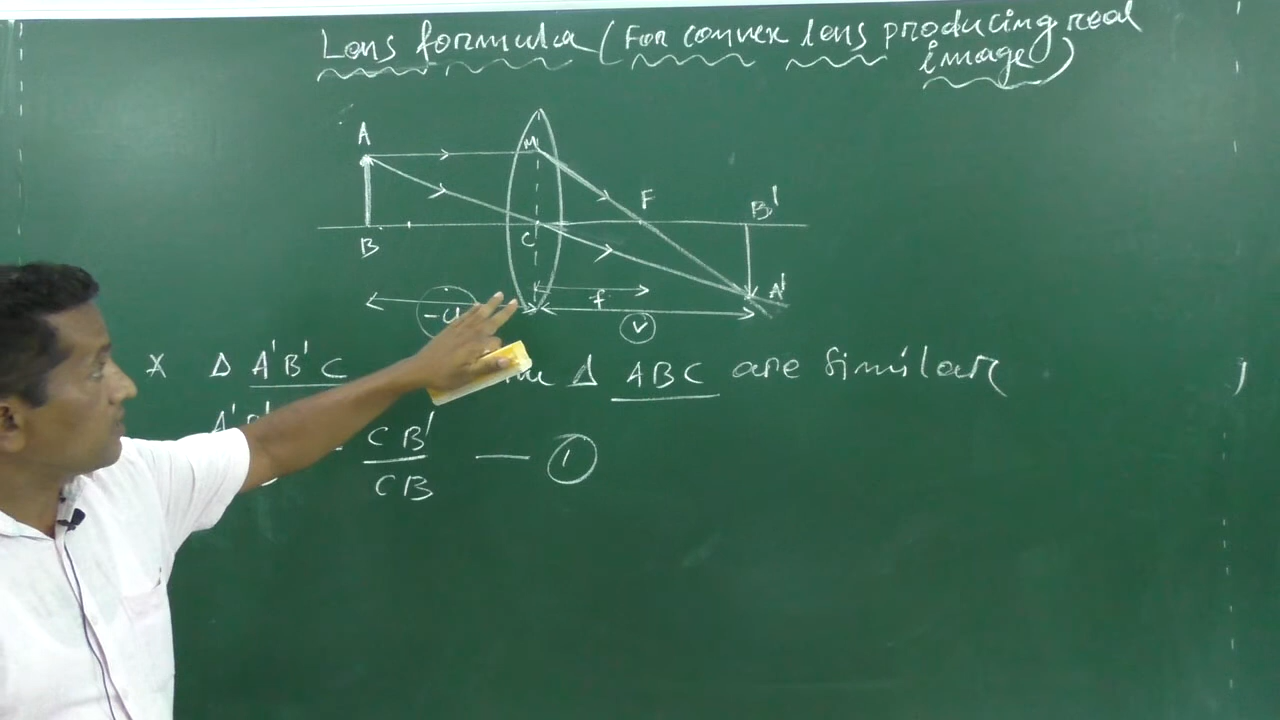 Lens formula (For convex lens producing real
image)
A
M
F
B'
B
C
A'
f
-u
v
* Δ A'B'C Δ ABC are Similar
CB'
CB
— ①